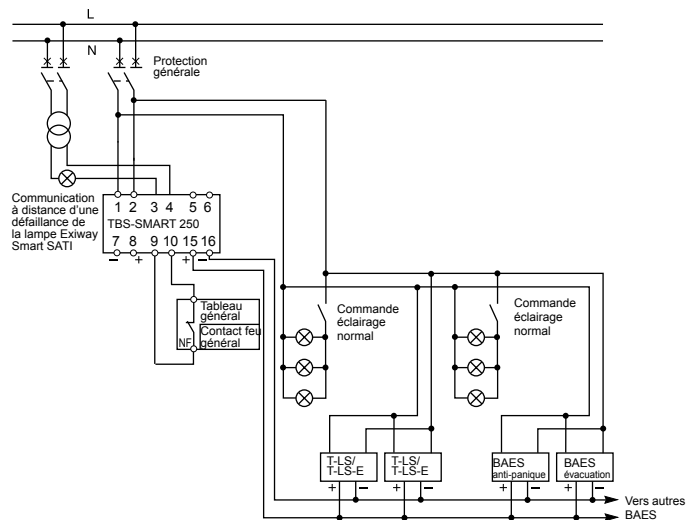 L
N
Protection
générale
Communication
à distance d'une
défaillance de
la lampe Exiway
Smart SATI
1 2 3 4 5 6
TBS-SMART 250
7 8 9 10 15 16
– + + –
Tableau
général
Contact feu
général
NF
Commande
éclairage
normal
Commande
éclairage
normal
T-LS/
T-LS-E
T-LS/
T-LS-E
BAES
anti-panique
BAES
évacuation
+ – + – + – + –
Vers autres
BAES